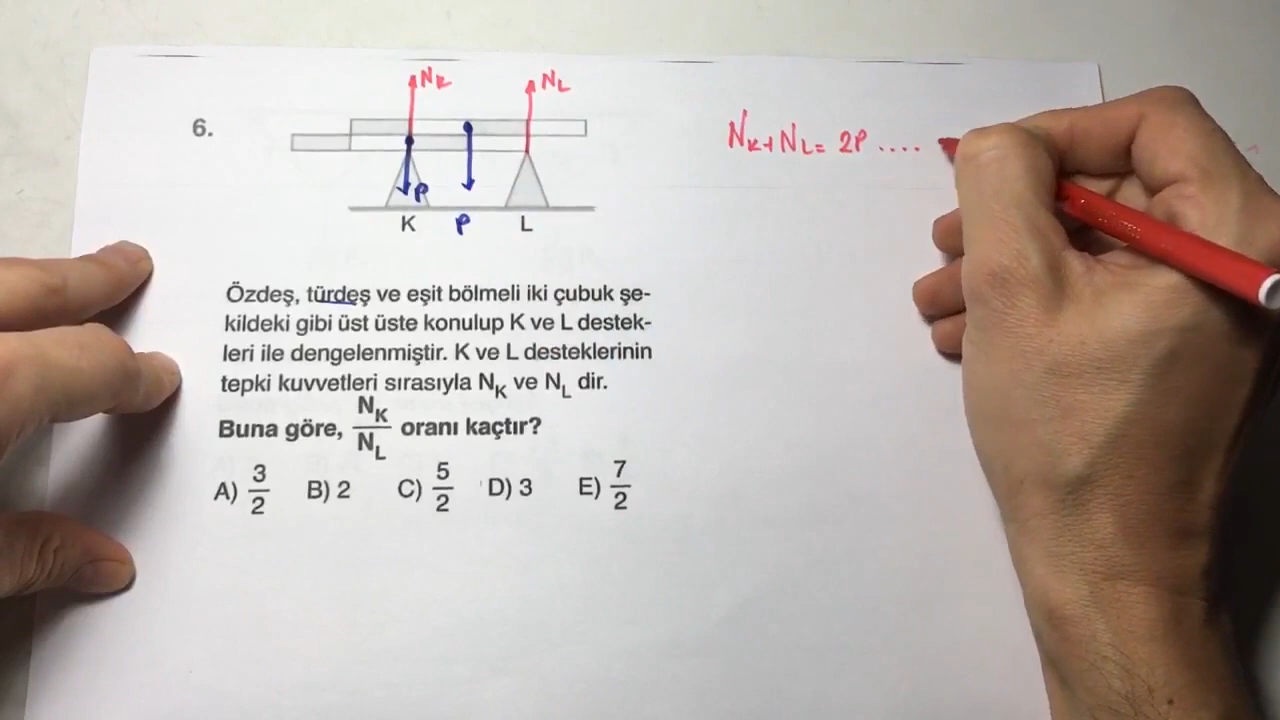 N_K N_L
6.
N_K + N_L = 2P ....
P
K P L
Özdeş, türdeş ve eşit bölmeli iki çubuk şe-
kildeki gibi üst üste konulup K ve L destek-
leri ile dengelenmiştir. K ve L desteklerinin
tepki kuvvetleri sırasıyla N_K ve N_L dir.
Buna göre, N_K/N_L oranı kaçtır?
A) 3/2 B) 2 C) 5/2 D) 3 E) 7/2